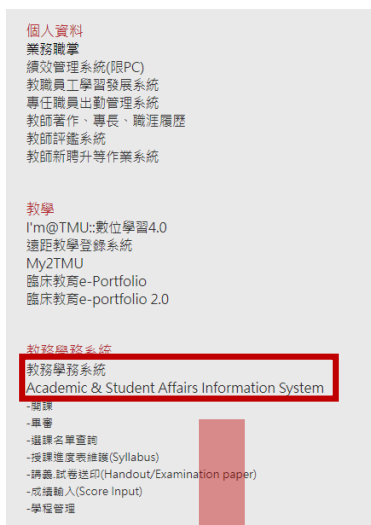 個人資料
業務職掌
績效管理系統(限PC)
教職員工學習發展系統
專任職員出勤管理系統
教師著作、專長、職涯履歷
教師評鑑系統
教師新聘升等作業系統
教學
I'm@TMU::數位學習4.0
遠距教學登錄系統
My2TMU
臨床教育e-Portfolio
臨床教育e-portfolio 2.0
教務學務系統
教務學務系統
Academic & Student Affairs Information System
-開課
-畢審
-選課名單查詢
-授課進度表維護(Syllabus)
-講義.試卷送印(Handout/Examination paper)
-成績輸入(Score Input)
-學程管理